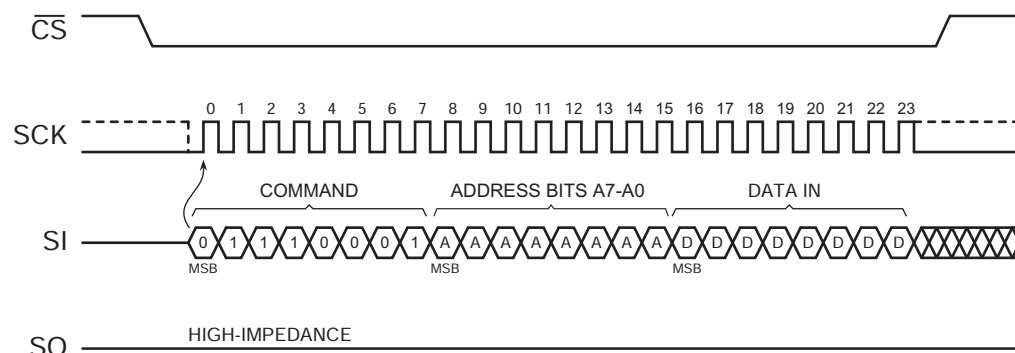 CS
0 1 2 3 4 5 6 7 8 9 10 11 12 13 14 15 16 17 18 19 20 21 22 23
SCK
COMMAND ADDRESS BITS A7-A0 DATA IN
SI 0 1 1 1 0 0 0 1 A A A A A A A A D D D D D D D D
MSB MSB MSB
HIGH-IMPEDANCE
SO